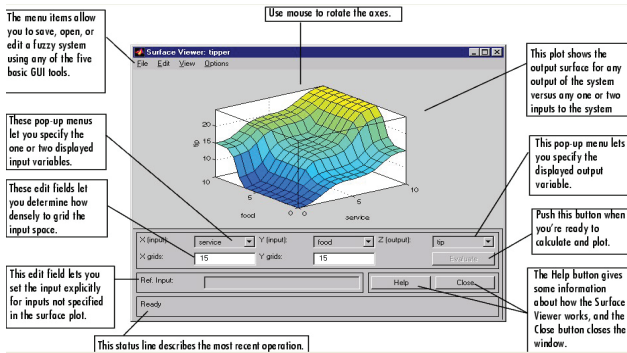 The menu items allow
you to save, open, or
edit a fuzzy system
using any of the five
basic GUI tools.
Use mouse to rotate the axes.
This plot shows the
output surface for any
output of the system
versus any one or two
inputs to the system
Surface Viewer: tipper
File Edit View Options
These pop-up menus
let you specify the
one or two displayed
input variables.
These edit fields let
you determine how
densely to grid the
input space.
This edit field lets you
set the input explicitly
for inputs not specified
in the surface plot.
This pop-up menu lets
you specify the
displayed output
variable.
Push this button when
you're ready to
calculate and plot.
The Help button gives
some information
about how the Surface
Viewer works, and the
Close button closes the
window.
tip
20
15
10
10
5
0
food
0
5
10
service
X (input): service Y (input): food Z (output): tip
X grids: 15 Y grids: 15 Evaluate
Ref. Input: Help Close
Ready
This status line describes the most recent operation.